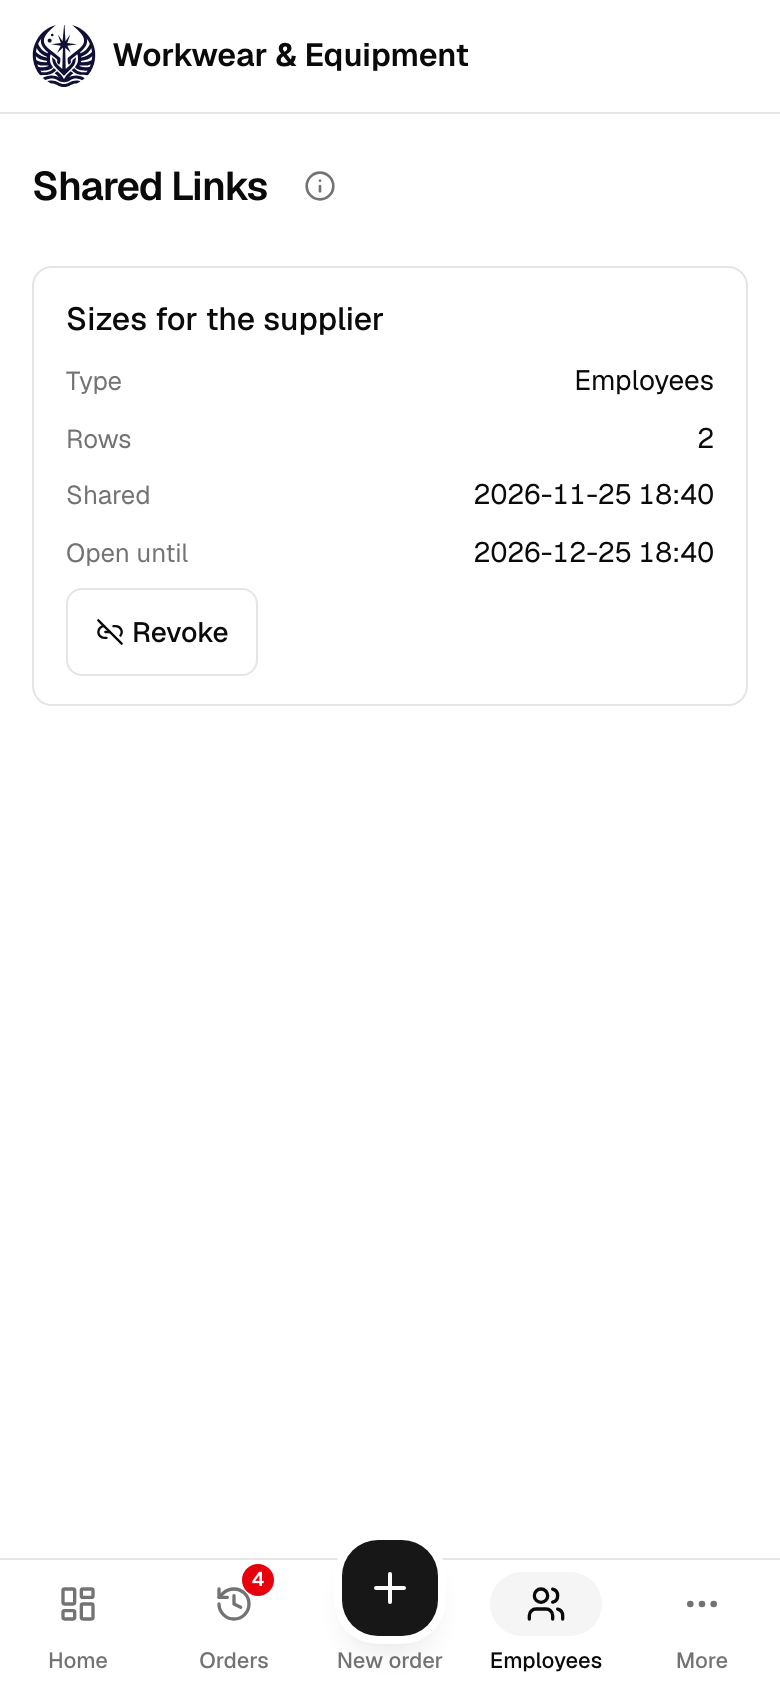 Workwear & Equipment
Shared Links
Sizes for the supplier
Type Employees
Rows 2
Shared 2026-11-25 18:40
Open until 2026-12-25 18:40
Revoke
4
Home Orders New order Employees More